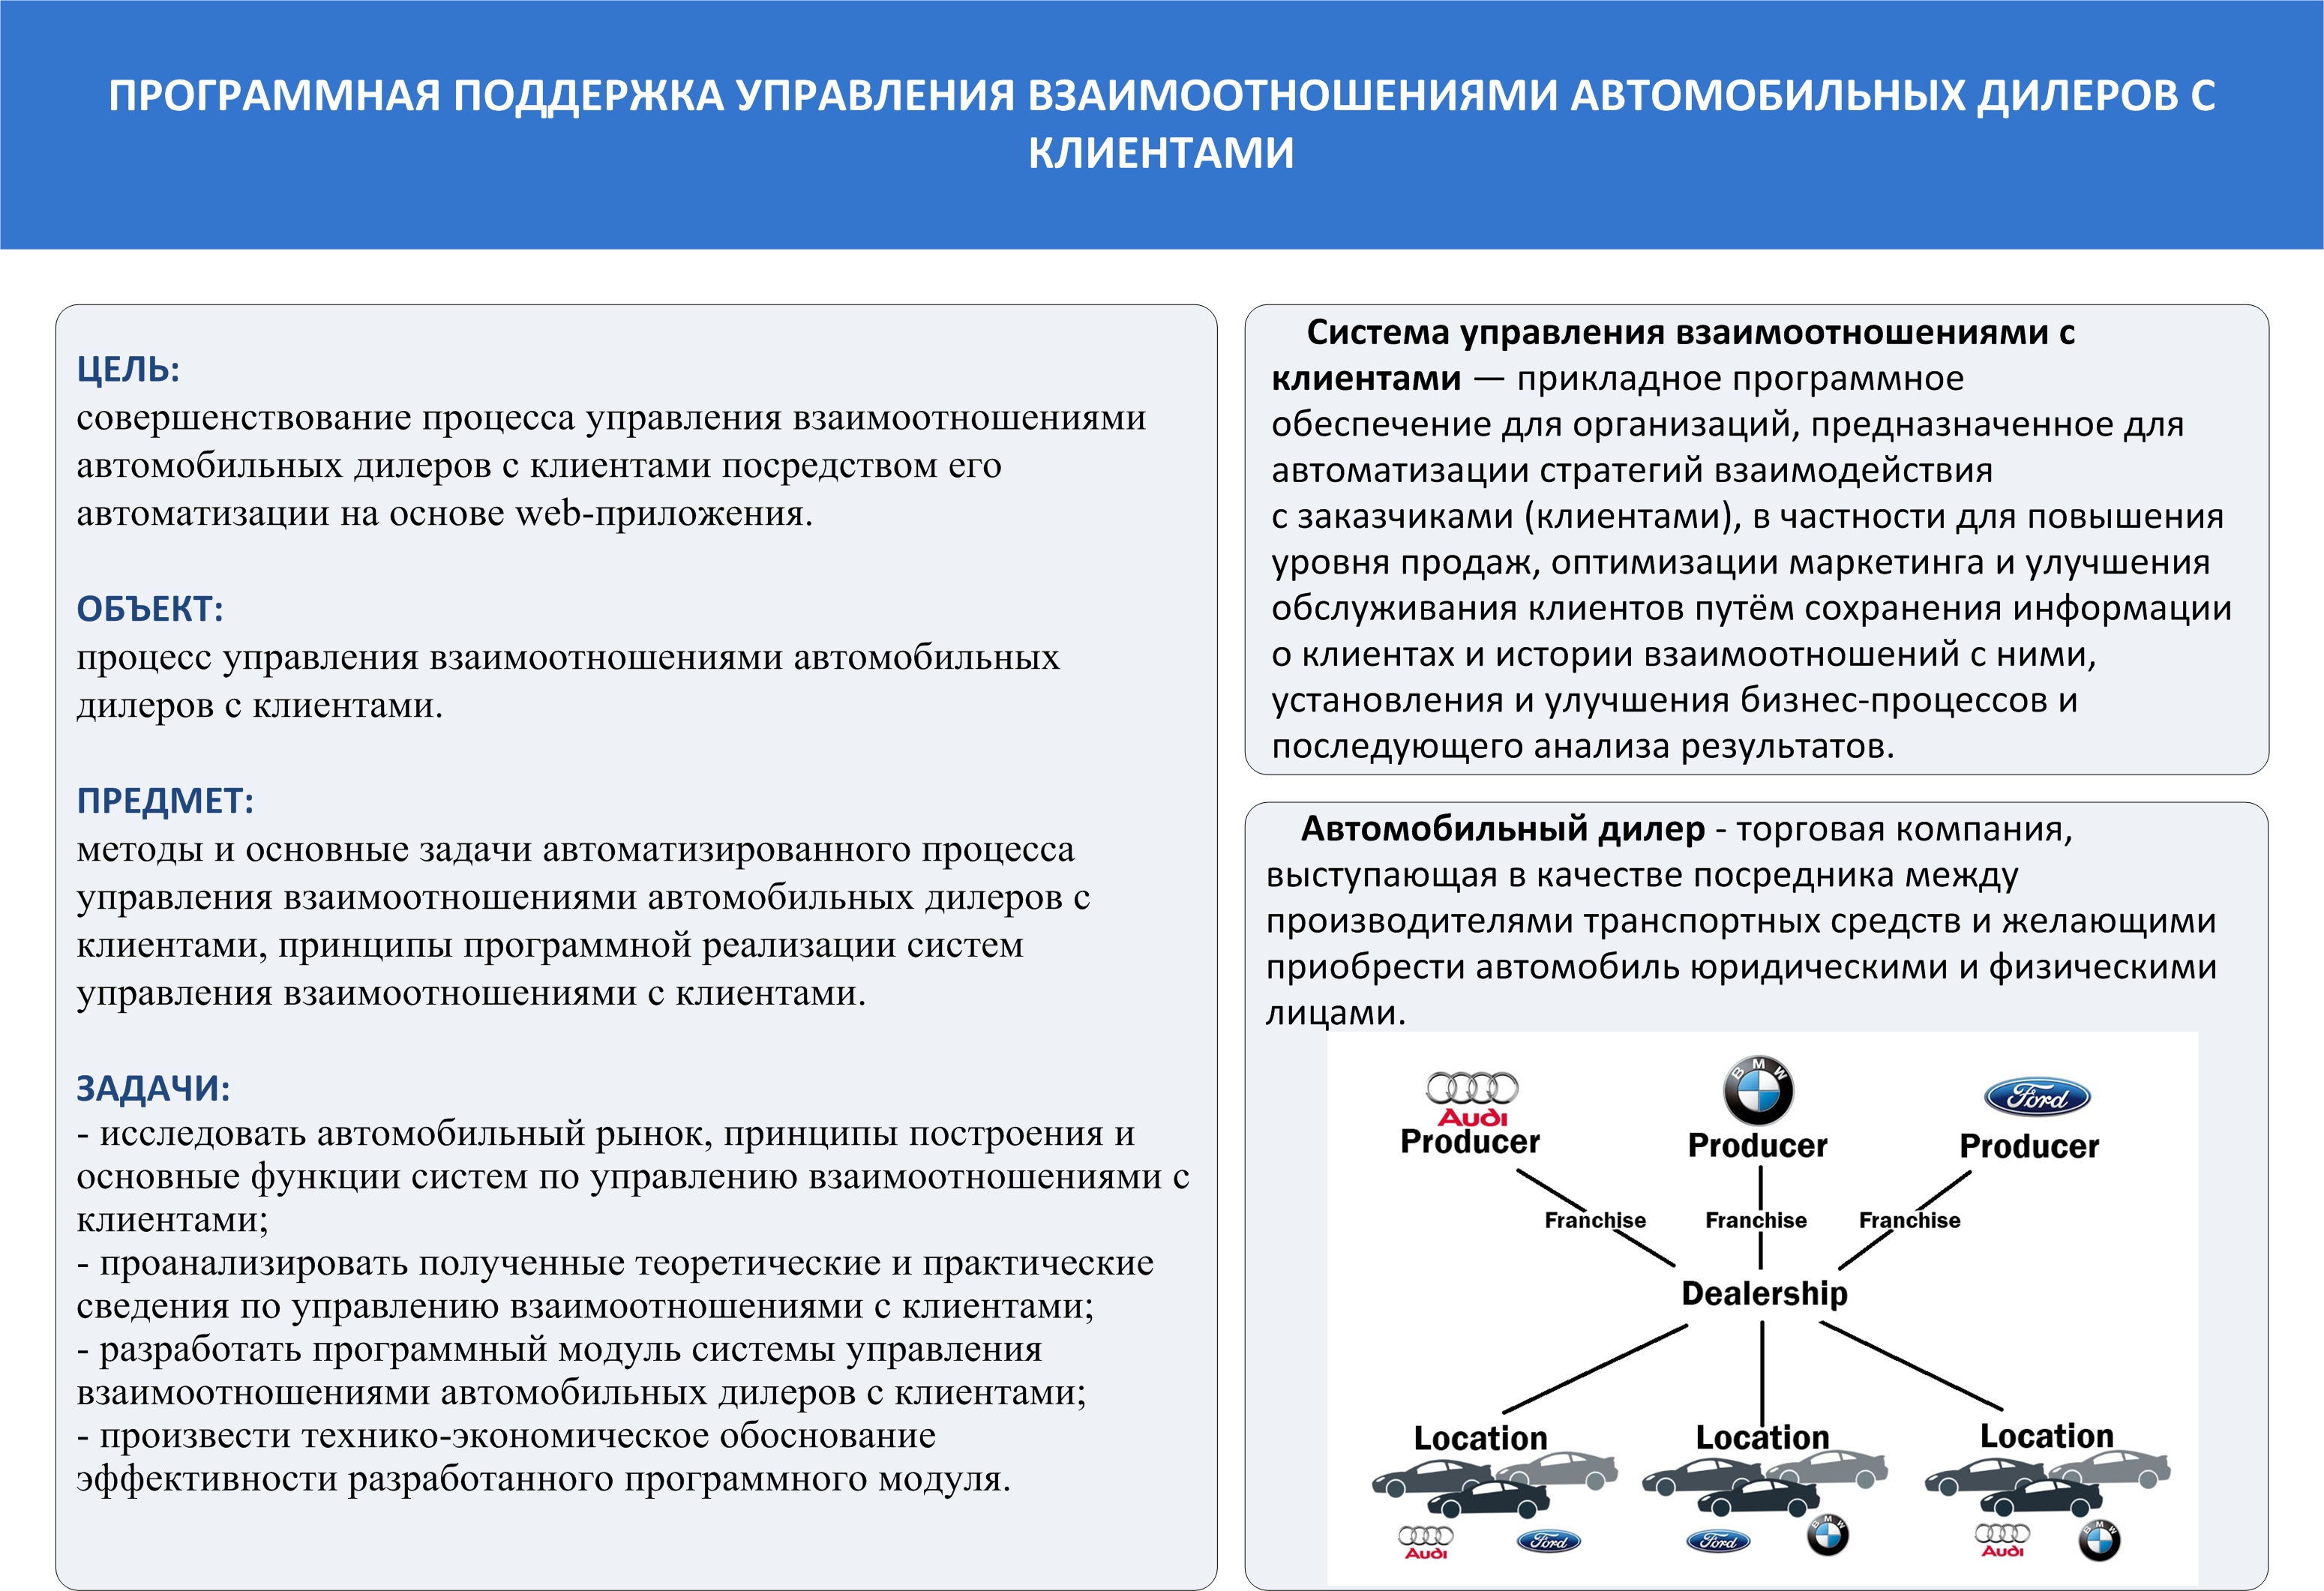 ПРОГРАММНАЯ ПОДДЕРЖКА УПРАВЛЕНИЯ ВЗАИМООТНОШЕНИЯМИ АВТОМОБИЛЬНЫХ ДИЛЕРОВ С
КЛИЕНТАМИ
ЦЕЛЬ:
совершенствование процесса управления взаимоотношениями
автомобильных дилеров с клиентами посредством его
автоматизации на основе web-приложения.
ОБЪЕКТ:
процесс управления взаимоотношениями автомобильных
дилеров с клиентами.
ПРЕДМЕТ:
методы и основные задачи автоматизированного процесса
управления взаимоотношениями автомобильных дилеров с
клиентами, принципы программной реализации систем
управления взаимоотношениями с клиентами.
ЗАДАЧИ:
- исследовать автомобильный рынок, принципы построения и
основные функции систем по управлению взаимоотношениями с
клиентами;
- проанализировать полученные теоретические и практические
сведения по управлению взаимоотношениями с клиентами;
- разработать программный модуль системы управления
взаимоотношениями автомобильных дилеров с клиентами;
- произвести технико-экономическое обоснование
эффективности разработанного программного модуля.
Система управления взаимоотношениями с
клиентами — прикладное программное
обеспечение для организаций, предназначенное для
автоматизации стратегий взаимодействия
с заказчиками (клиентами), в частности для повышения
уровня продаж, оптимизации маркетинга и улучшения
обслуживания клиентов путём сохранения информации
о клиентах и истории взаимоотношений с ними,
установления и улучшения бизнес-процессов и
последующего анализа результатов.
Автомобильный дилер - торговая компания,
выступающая в качестве посредника между
производителями транспортных средств и желающими
приобрести автомобиль юридическими и физическими
лицами.
Audi BMW Ford
Producer Producer Producer
Franchise Franchise Franchise
Dealership
Location Location Location
Audi Ford Ford BMW Audi BMW